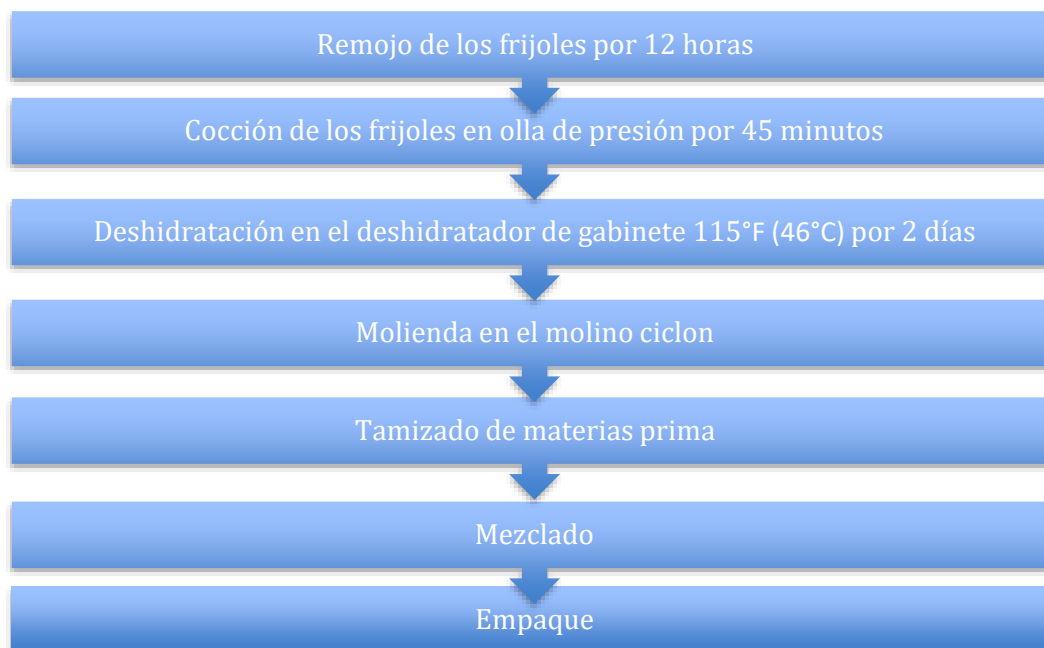 Remojo de los frijoles por 12 horas
Cocción de los frijoles en olla de presión por 45 minutos
Deshidratación en el deshidratador de gabinete 115°F (46°C) por 2 días
Molienda en el molino ciclon
Tamizado de materias prima
Mezclado
Empaque